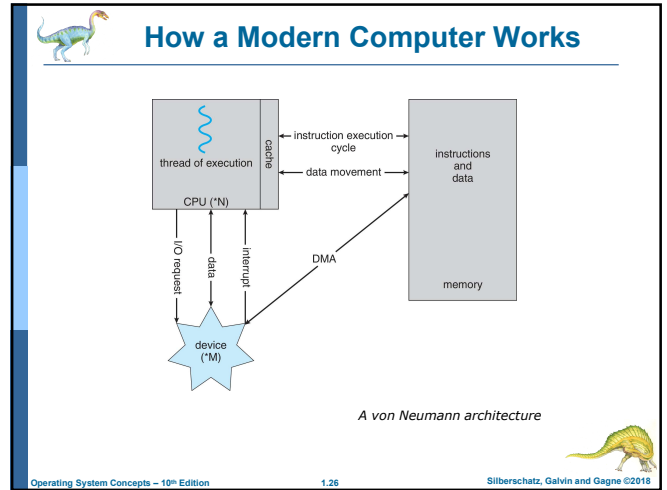 How a Modern Computer Works
thread of execution
cache
CPU (*N)
instruction execution
cycle
data movement
instructions
and
data
memory
I/O request
data
interrupt
DMA
device
(*M)
A von Neumann architecture
Operating System Concepts – 10th Edition
1.26
Silberschatz, Galvin and Gagne ©2018